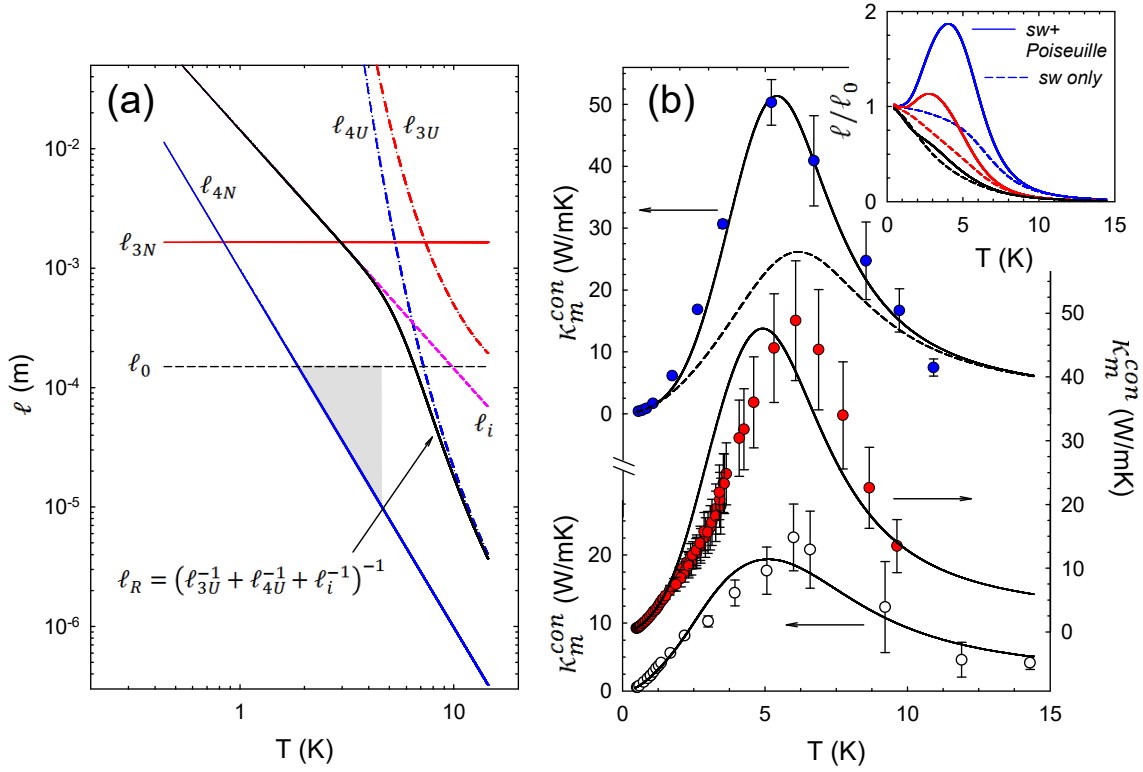 (a)
ℓ (m)
10⁻²
10⁻³
10⁻⁴
10⁻⁵
10⁻⁶
ℓ₄U
ℓ₃U
ℓ₄N
ℓ₃N
ℓ₀
ℓᵢ
ℓ_R = (ℓ₃U⁻¹ + ℓ₄U⁻¹ + ℓᵢ⁻¹)⁻¹
1
10
T (K)
(b)
κₘᶜᵒⁿ (W/mK)
50
40
30
20
10
0
κₘᶜᵒⁿ (W/mK)
20
10
0
0
5
10
15
T (K)
50
40
30
20
10
0
κₘᶜᵒⁿ (W/mK)
ℓ/ℓ₀
2
1
0
0
5
10
15
T (K)
sw+
Poiseuille
sw only